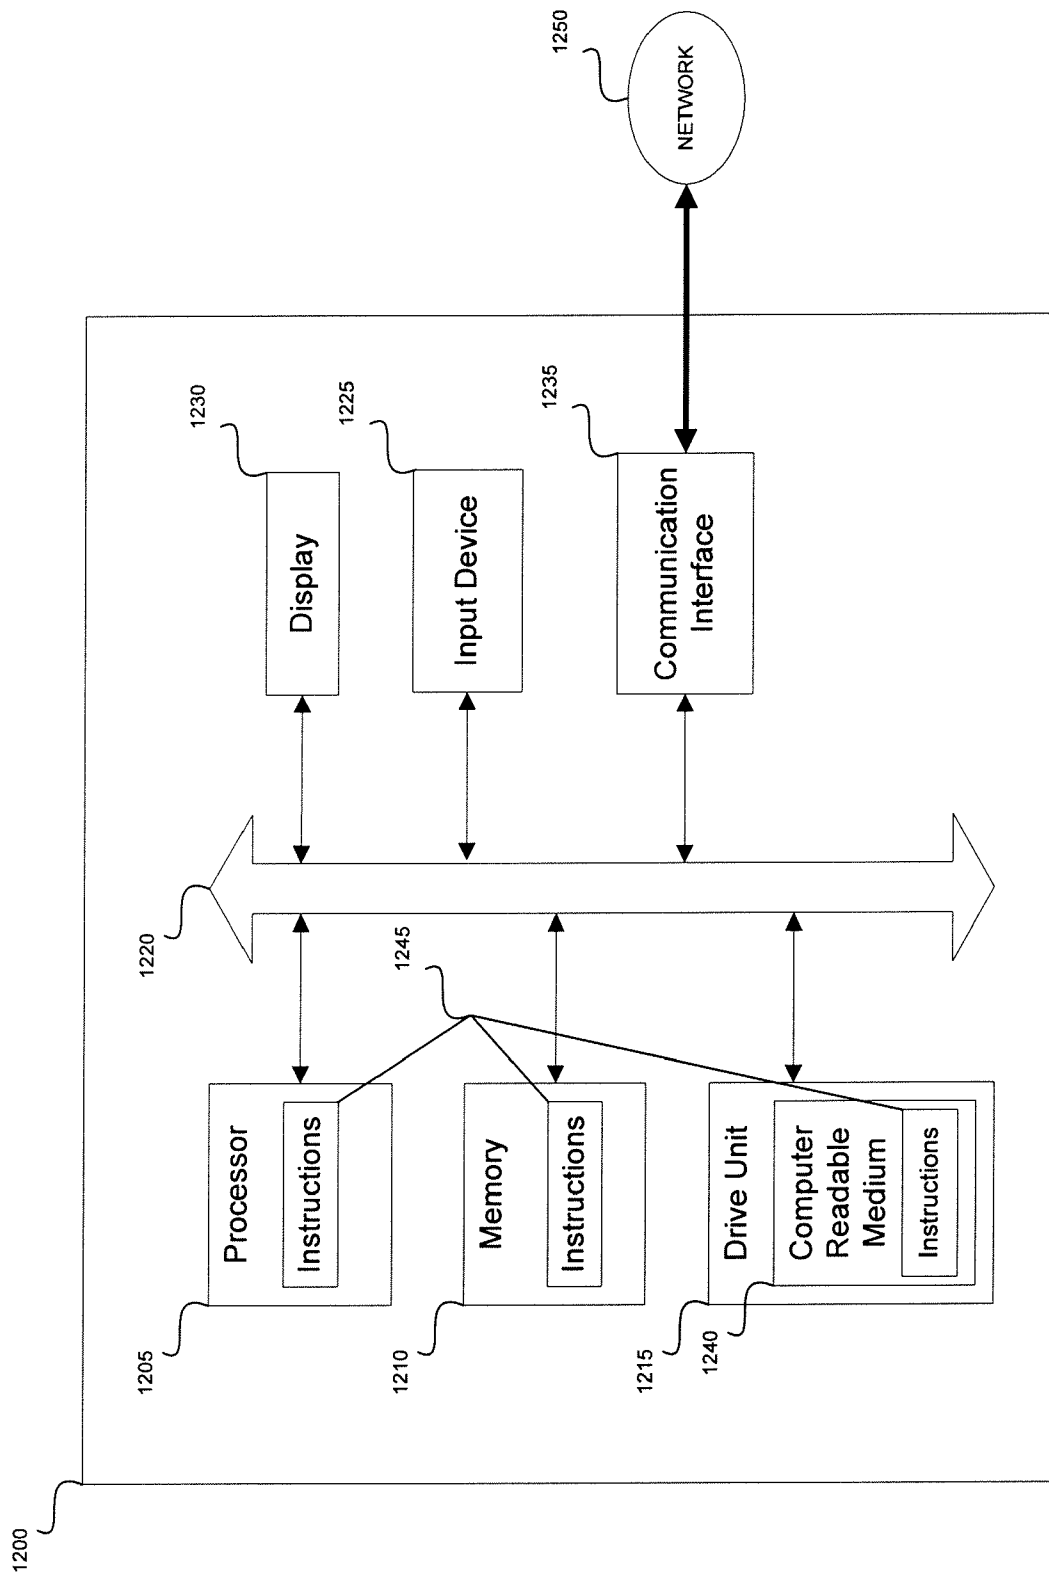 1200
1205
Processor
Instructions
1210
Memory
Instructions
1215
Drive Unit
1240
Computer
Readable
Medium
Instructions
1245
1220
1230
Display
1225
Input Device
1235
Communication
Interface
1250
NETWORK